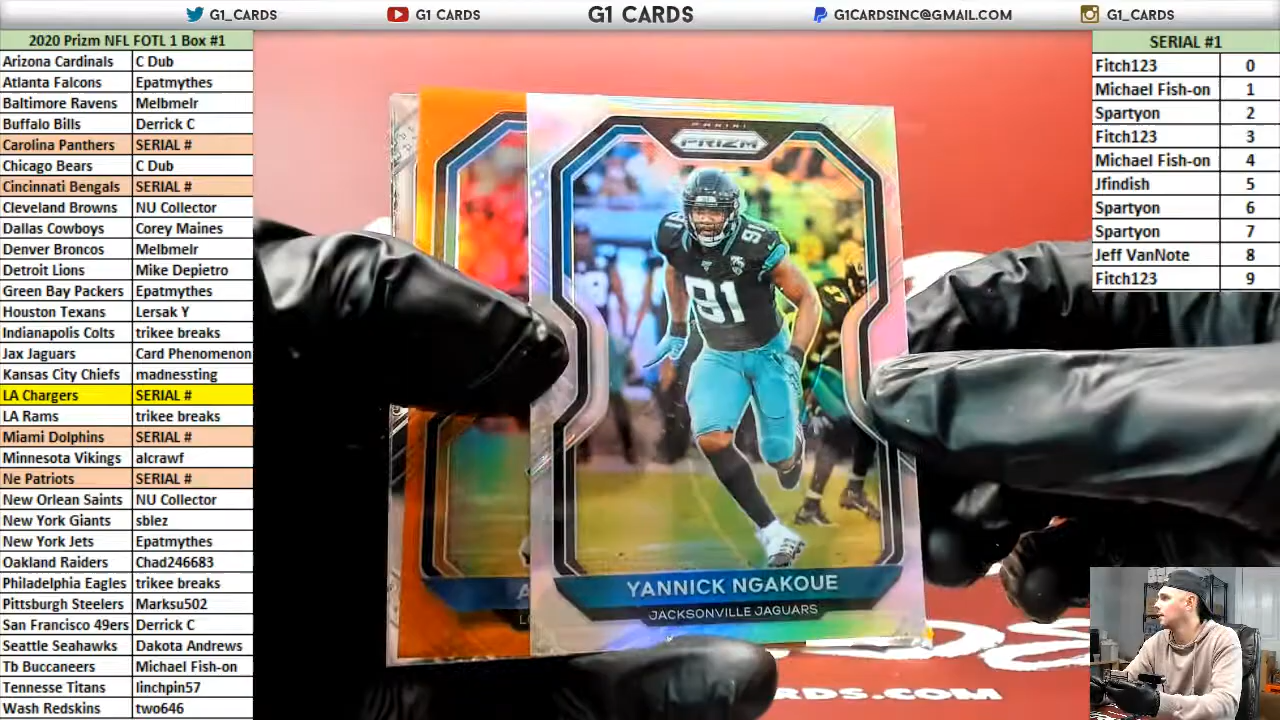 G1_CARDS G1 CARDS G1 CARDS G1CARDSINC@GMAIL.COM G1_CARDS
2020 Prizm NFL FOTL 1 Box #1
Arizona Cardinals C Dub
Atlanta Falcons Epatmythes
Baltimore Ravens Melbmelr
Buffalo Bills Derrick C
Carolina Panthers SERIAL #
Chicago Bears C Dub
Cincinnati Bengals SERIAL #
Cleveland Browns NU Collector
Dallas Cowboys Corey Maines
Denver Broncos Melbmelr
Detroit Lions Mike Depietro
Green Bay Packers Epatmythes
Houston Texans Lersak Y
Indianapolis Colts trikee breaks
Jax Jaguars Card Phenomenon
Kansas City Chiefs madnessting
LA Chargers SERIAL #
LA Rams trikee breaks
Miami Dolphins SERIAL #
Minnesota Vikings alcrawf
Ne Patriots SERIAL #
New Orlean Saints NU Collector
New York Giants sblez
New York Jets Epatmythes
Oakland Raiders Chad246683
Philadelphia Eagles trikee breaks
Pittsburgh Steelers Marksu502
San Francisco 49ers Derrick C
Seattle Seahawks Dakota Andrews
Tb Buccaneers Michael Fish-on
Tennesse Titans linchpin57
Wash Redskins two646
PANINI
PRIZM
91
91
YANNICK NGAKOUE
JACKSONVILLE JAGUARS
RDS.COM
SERIAL #1
Fitch123 0
Michael Fish-on 1
Spartyon 2
Fitch123 3
Michael Fish-on 4
Jfindish 5
Spartyon 6
Spartyon 7
Jeff VanNote 8
Fitch123 9